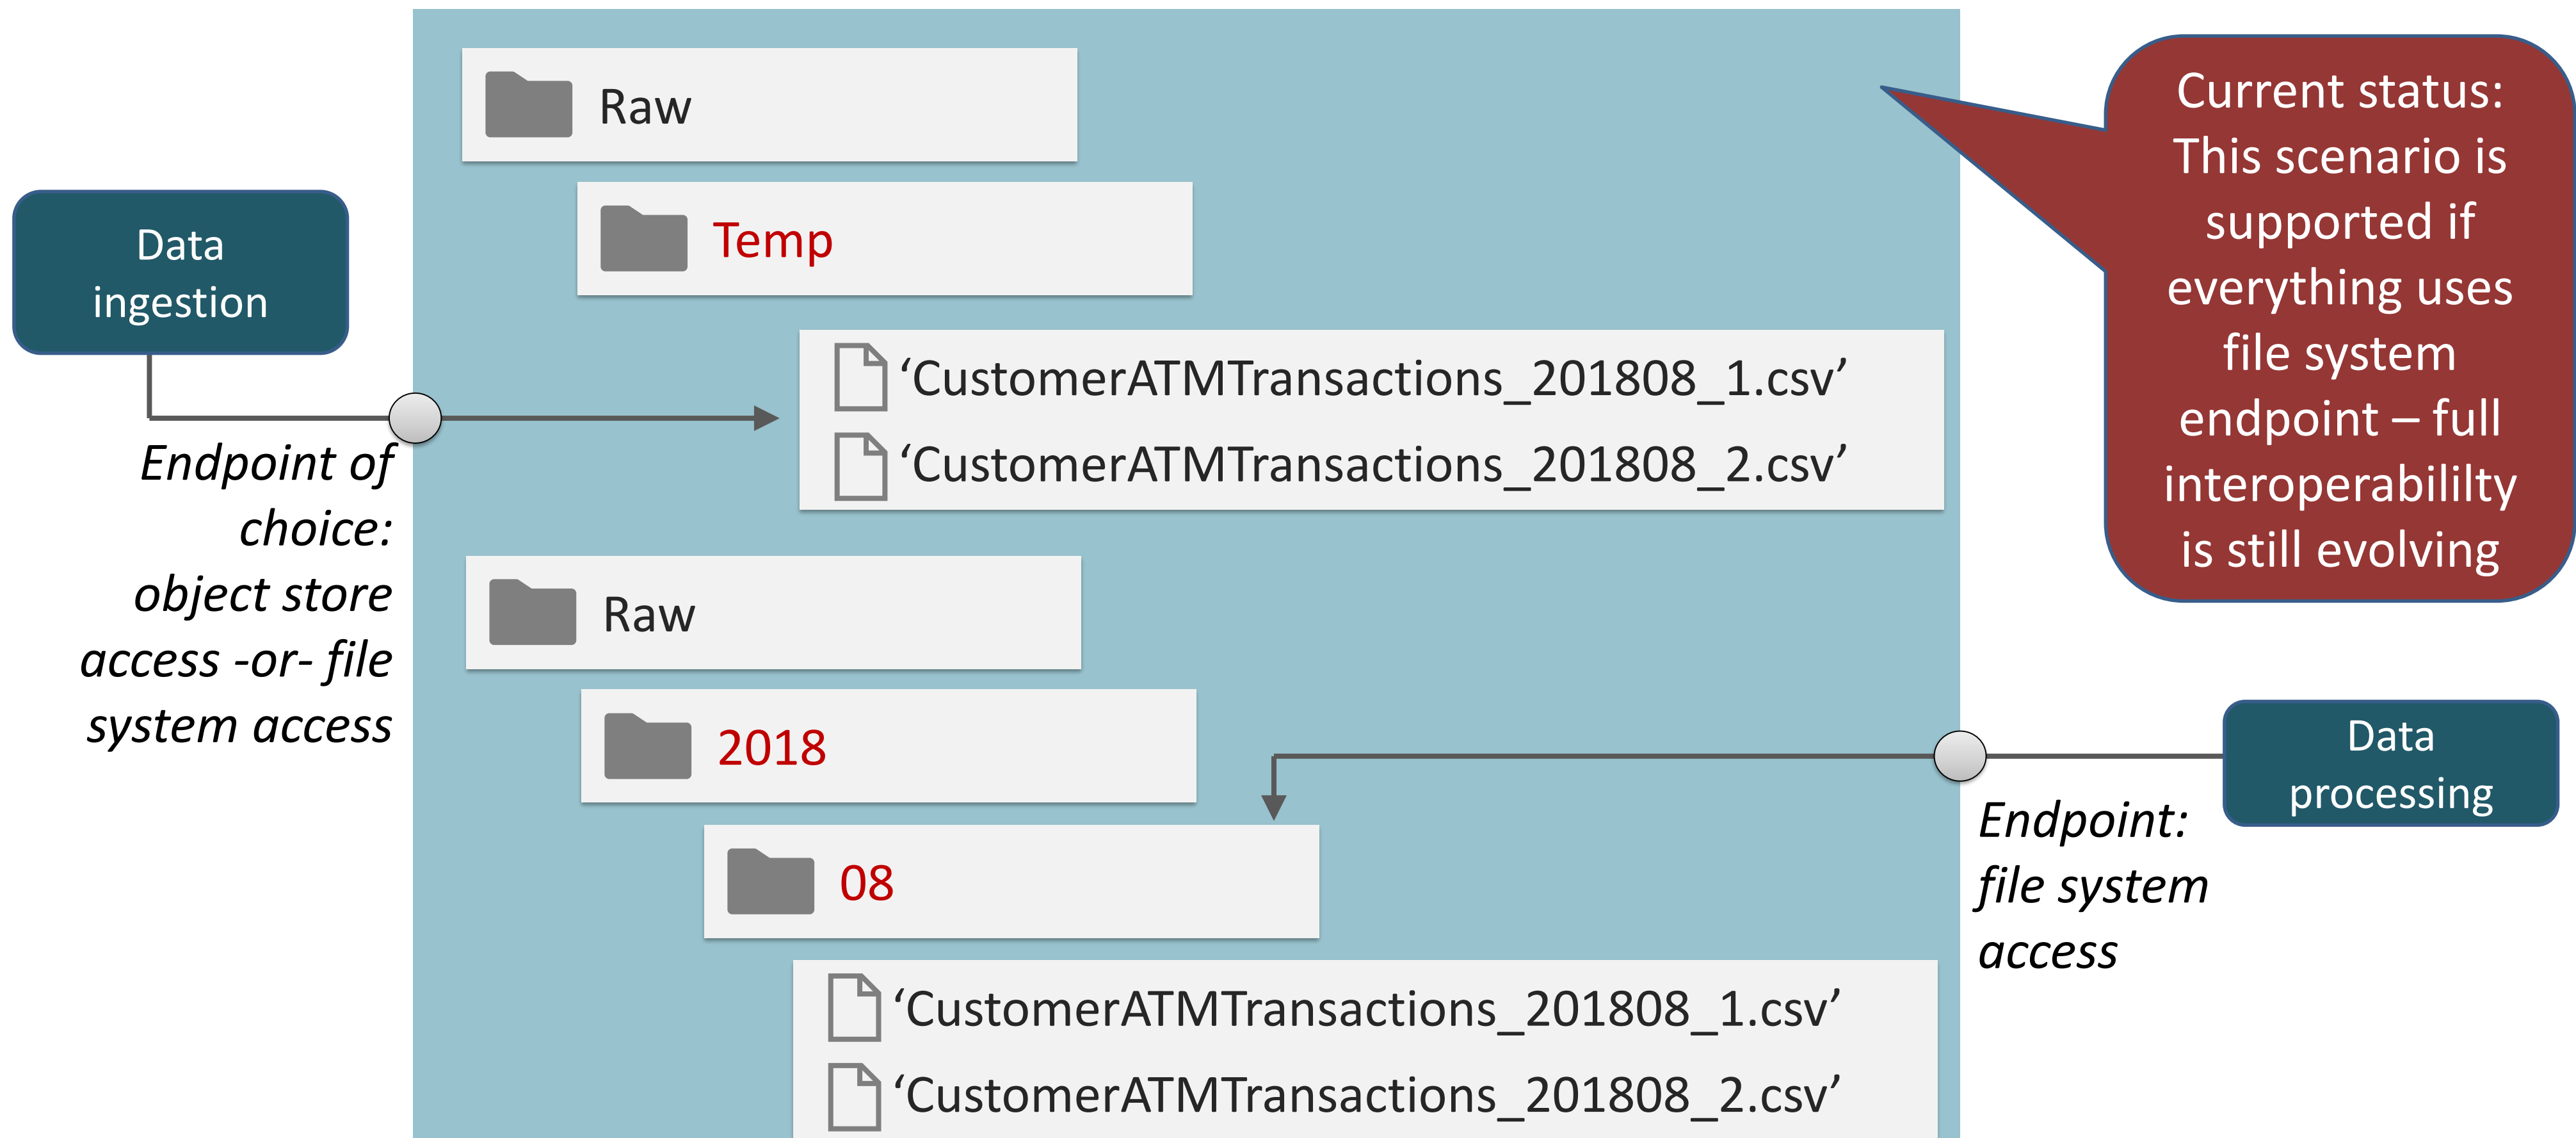 Raw
Temp
‘CustomerATMTransactions_201808_1.csv’
‘CustomerATMTransactions_201808_2.csv’
Data
ingestion
Endpoint of
choice:
object store
access -or- file
system access
Current status:
This scenario is
supported if
everything uses
file system
endpoint – full
interoperabililty
is still evolving
Raw
2018
08
‘CustomerATMTransactions_201808_1.csv’
‘CustomerATMTransactions_201808_2.csv’
Data
processing
Endpoint:
file system
access